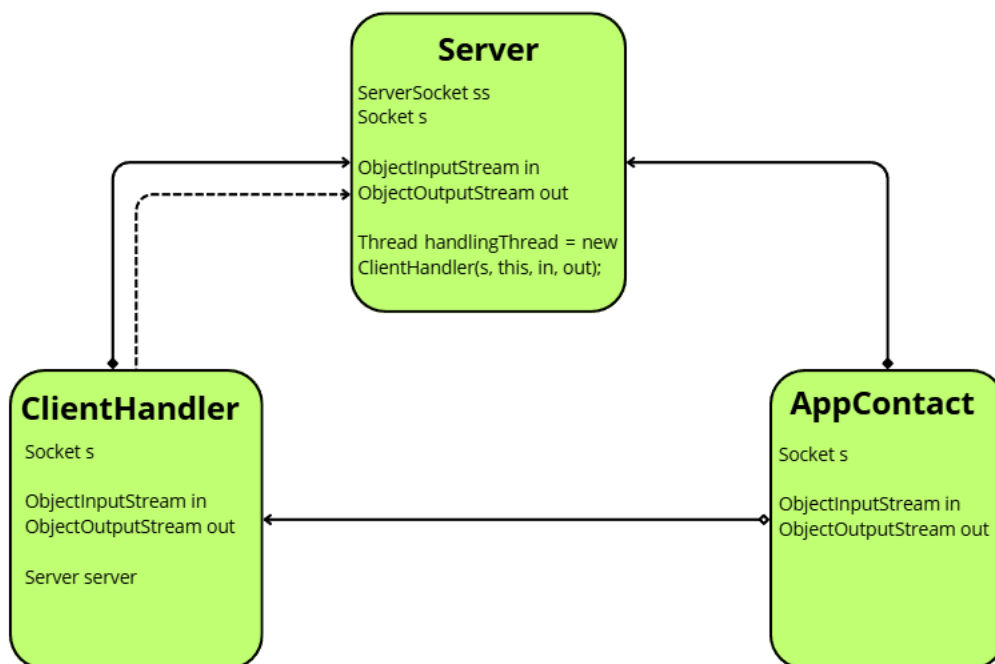 Server
ServerSocket ss
Socket s
ObjectInputStream in
ObjectOutputStream out
Thread handlingThread = new
ClientHandler(s, this, in, out);
ClientHandler
Socket s
ObjectInputStream in
ObjectOutputStream out
Server server
AppContact
Socket s
ObjectInputStream in
ObjectOutputStream out